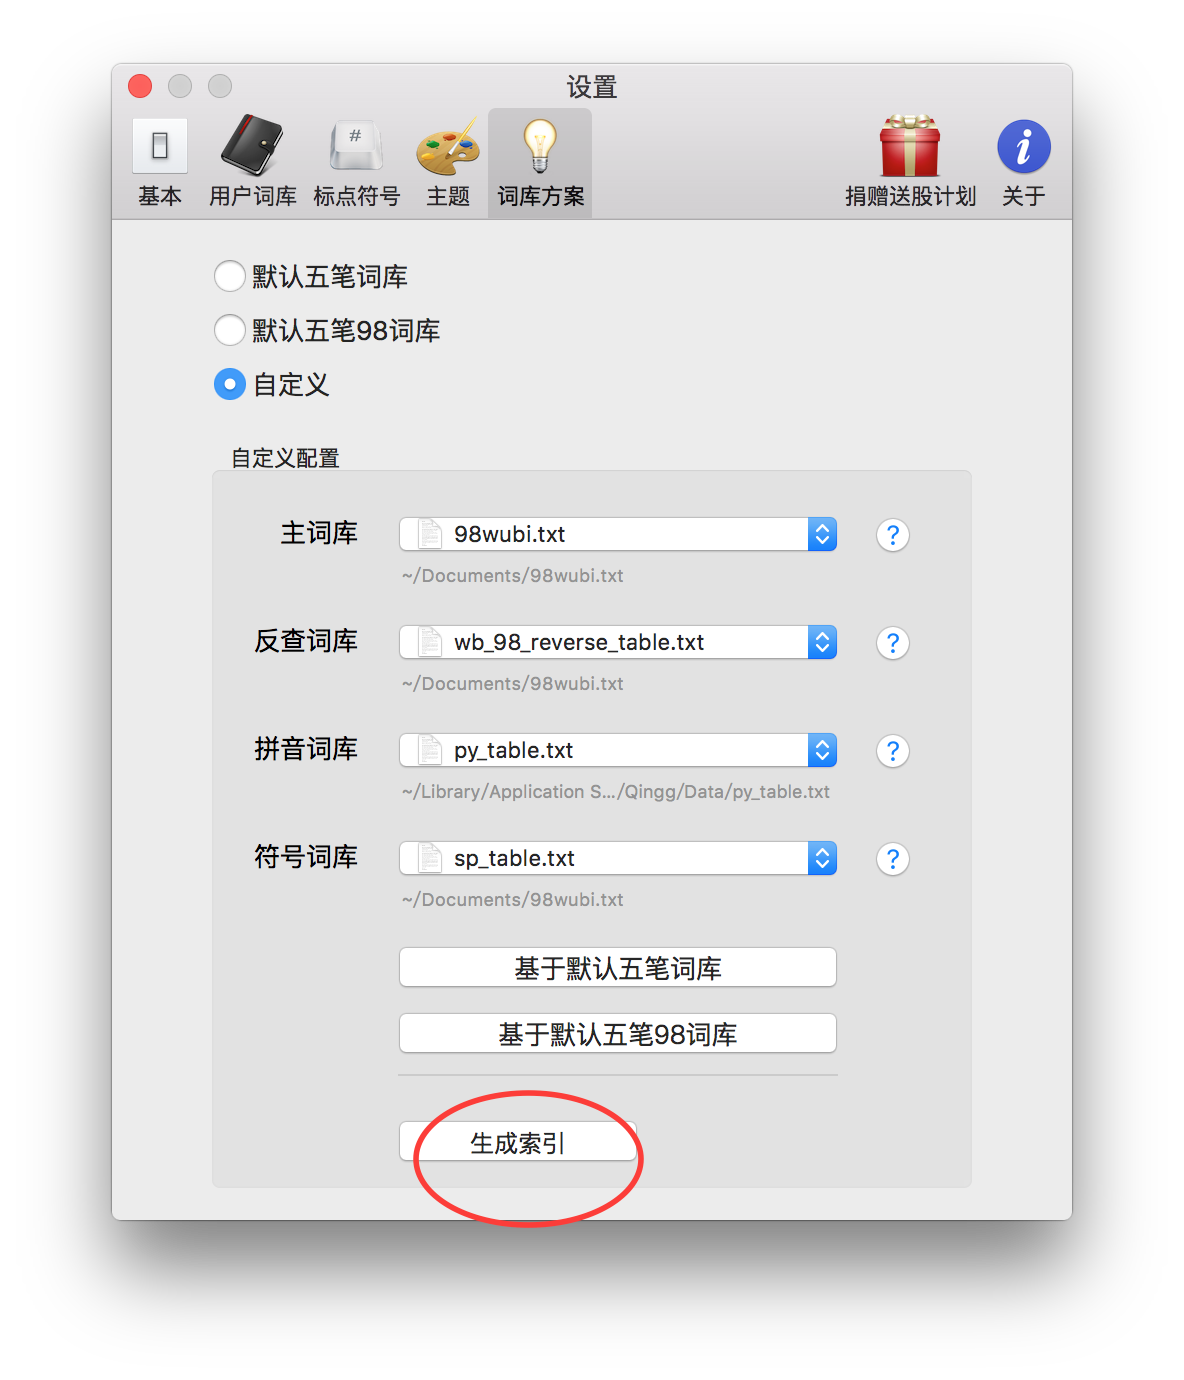 设置
#
基本 用户词库 标点符号 主题 词库方案 捐赠送股计划 关于
默认五笔词库
默认五笔98词库
自定义
自定义配置
主词库 98wubi.txt ?
~/Documents/98wubi.txt
反查词库 wb_98_reverse_table.txt ?
~/Documents/98wubi.txt
拼音词库 py_table.txt ?
~/Library/Application S.../Qingg/Data/py_table.txt
符号词库 sp_table.txt ?
~/Documents/98wubi.txt
基于默认五笔词库
基于默认五笔98词库
生成索引